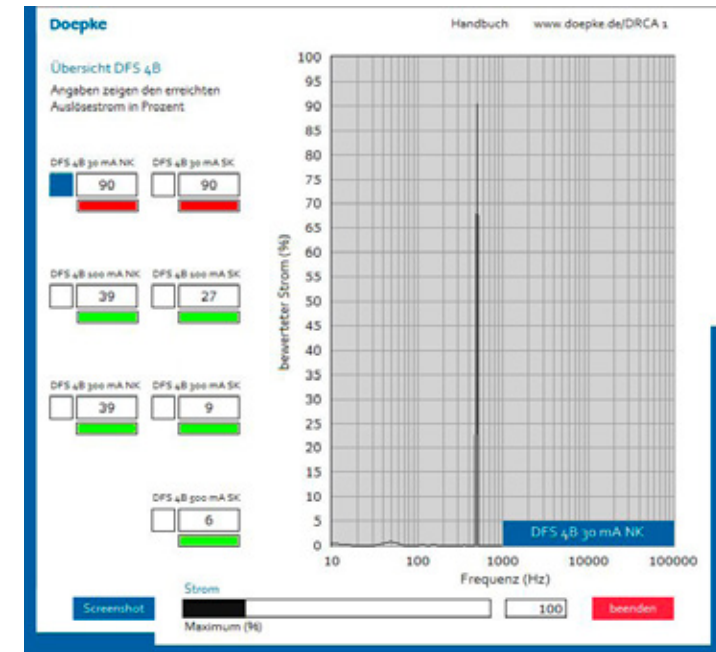 Doepke
Handbuch www.doepke.de/DRCA 1
Übersicht DFS 4B
Angaben zeigen den erreichten
Auslösestrom in Prozent
DFS 4B 30 mA NK DFS 4B 30 mA SK
90 90
DFS 4B 100 mA NK DFS 4B 100 mA SK
39 27
DFS 4B 300 mA NK DFS 4B 300 mA SK
39 9
DFS 4B 500 mA SK
6
bewerteter Strom (%)
100
95
90
85
80
75
70
65
60
55
50
45
40
35
30
25
20
15
10
5
0
DFS 4B 30 mA NK
10 100 1000 10000 100000
Frequenz (Hz)
Strom
Screenshot
100
beenden
Maximum (%)